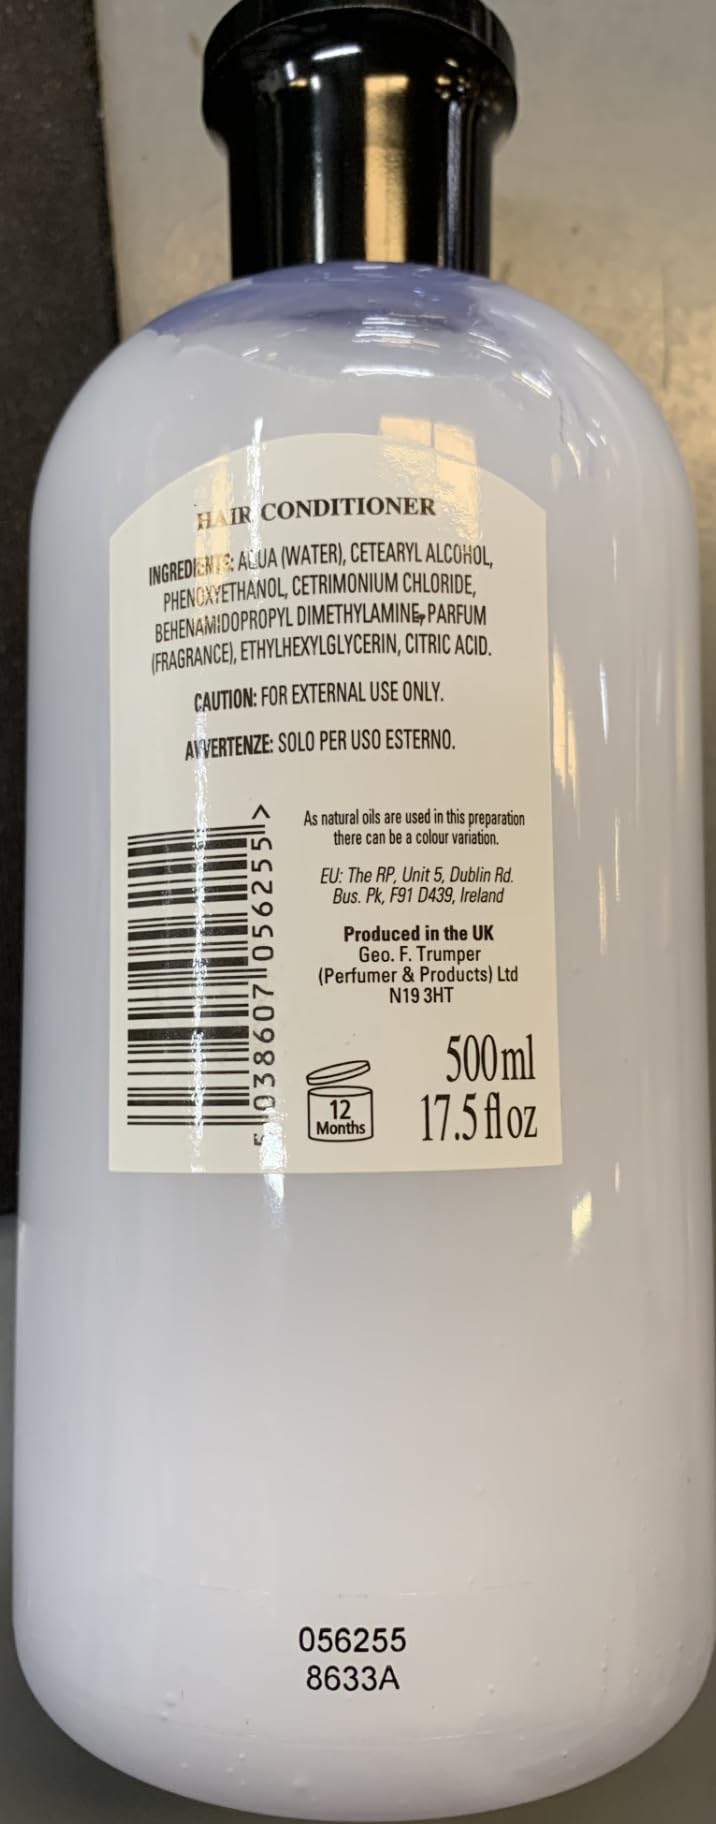 HAIR CONDITIONER
INGREDIENTS: AQUA (WATER), CETEARYL ALCOHOL,
PHENOXYETHANOL, CETRIMONIUM CHLORIDE,
BEHENAMIDOPROPYL DIMETHYLAMINE, PARFUM
(FRAGRANCE), ETHYLHEXYLGLYCERIN, CITRIC ACID.
CAUTION: FOR EXTERNAL USE ONLY.
AVVERTENZE: SOLO PER USO ESTERNO.
As natural oils are used in this preparation
there can be a colour variation.
EU: The RP, Unit 5, Dublin Rd.
Bus. Pk, F91 D439, Ireland
Produced in the UK
Geo. F. Trumper
(Perfumer & Products) Ltd
N19 3HT
038607 056255 >
12
Months
500ml
17.5 fl oz
056255
8633A